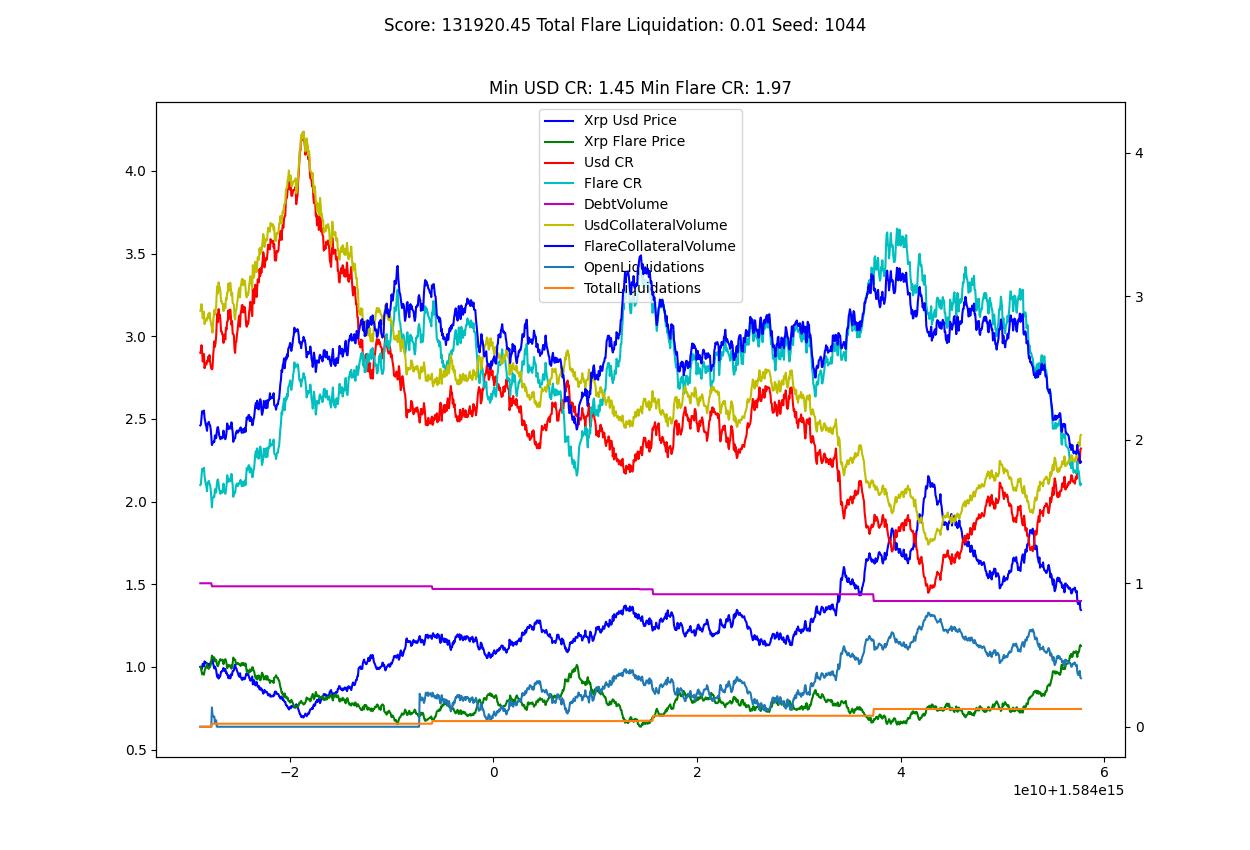 Score: 131920.45 Total Flare Liquidation: 0.01 Seed: 1044
Min USD CR: 1.45 Min Flare CR: 1.97
Xrp Usd Price
Xrp Flare Price
Usd CR
Flare CR
DebtVolume
UsdCollateralVolume
FlareCollateralVolume
OpenLiquidations
TotalLiquidations
4.0
3.5
3.0
2.5
2.0
1.5
1.0
0.5
4
3
2
1
0
−2
0
2
4
6
1e10+1.584e15